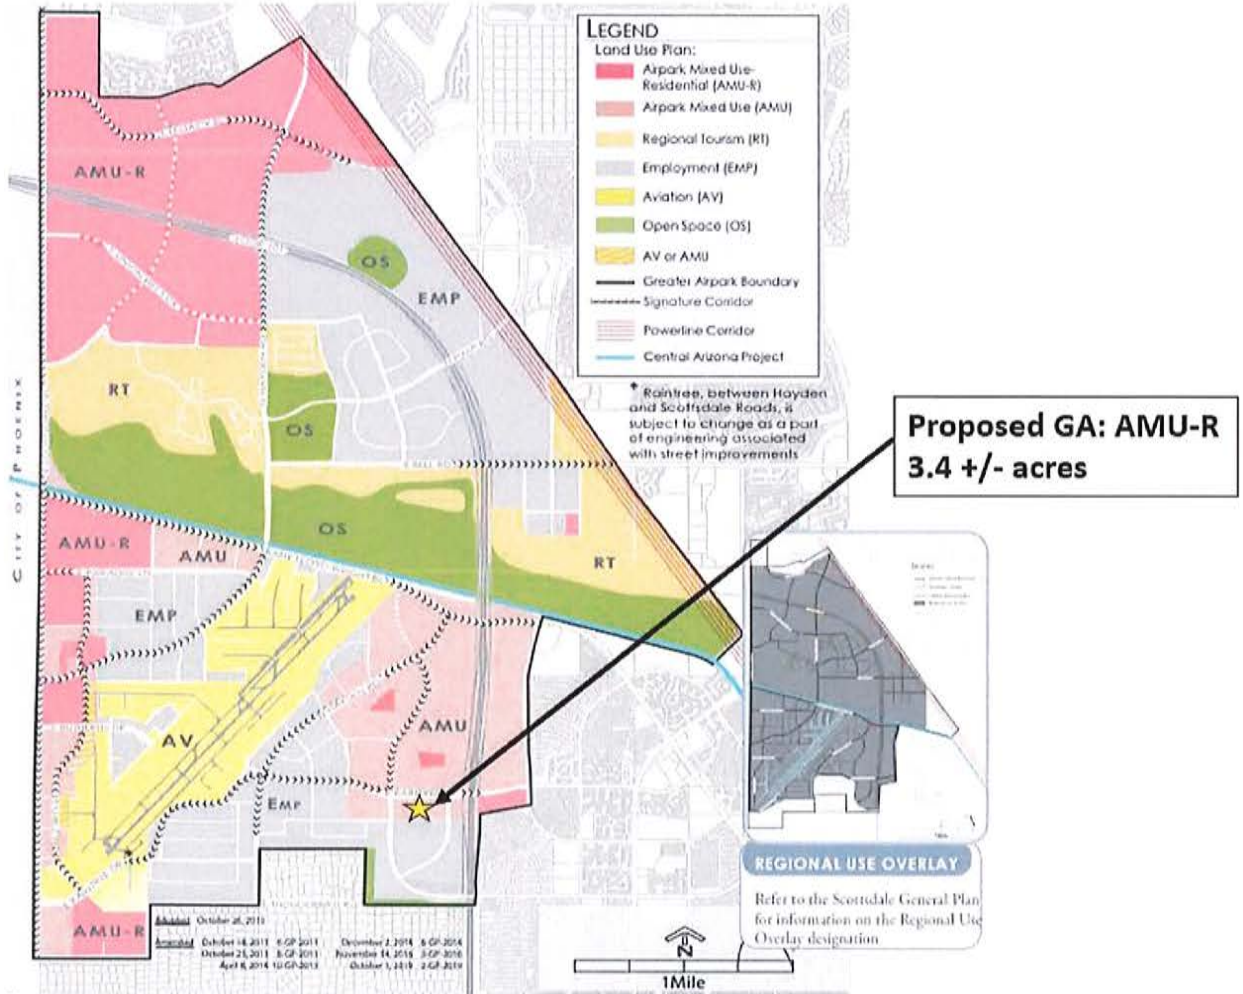 LEGEND
Land Use Plan:
Airpark Mixed Use-
Residential (AMU-R)
Airpark Mixed Use (AMU)
Regional Tourism (RT)
Employment (EMP)
Aviation (AV)
Open Space (OS)
AV or AMU
Greater Airpark Boundary
Signature Corridor
Powerline Corridor
Central Arizona Project
* Raintree, between Hayden
and Scottsdale Roads, is
subject to change as a part
of engineering associated
with street improvements
Proposed GA: AMU-R
3.4 +/- acres
AMU-R
OS
EMP
RT
OS
OS
AMU-R
AMU
RT
EMP
AMU
AV
EMP
AMU-R
CITY OF PHOENIX
REGIONAL USE OVERLAY
Refer to the Scottsdale General Plan
for information on the Regional Use
Overlay designation
Adopted October 26, 2010
Amended
N
1Mile